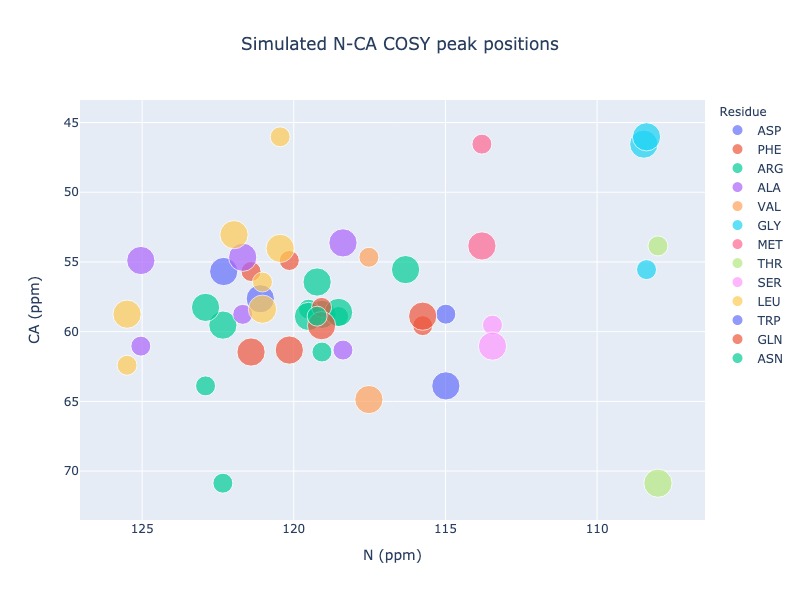 Simulated N-CA COSY peak positions
Residue
ASP
PHE
ARG
ALA
VAL
GLY
MET
THR
SER
LEU
TRP
GLN
ASN
45
50
55
60
65
70
CA (ppm)
125
120
115
110
N (ppm)